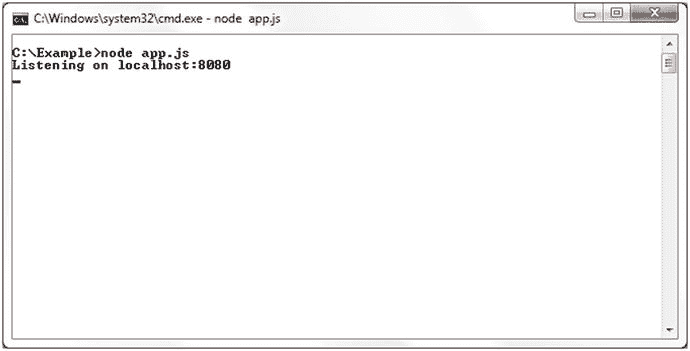 C:\Windows\system32\cmd.exe - node  app.js
C:\Example>node app.js
Listening on localhost:8080